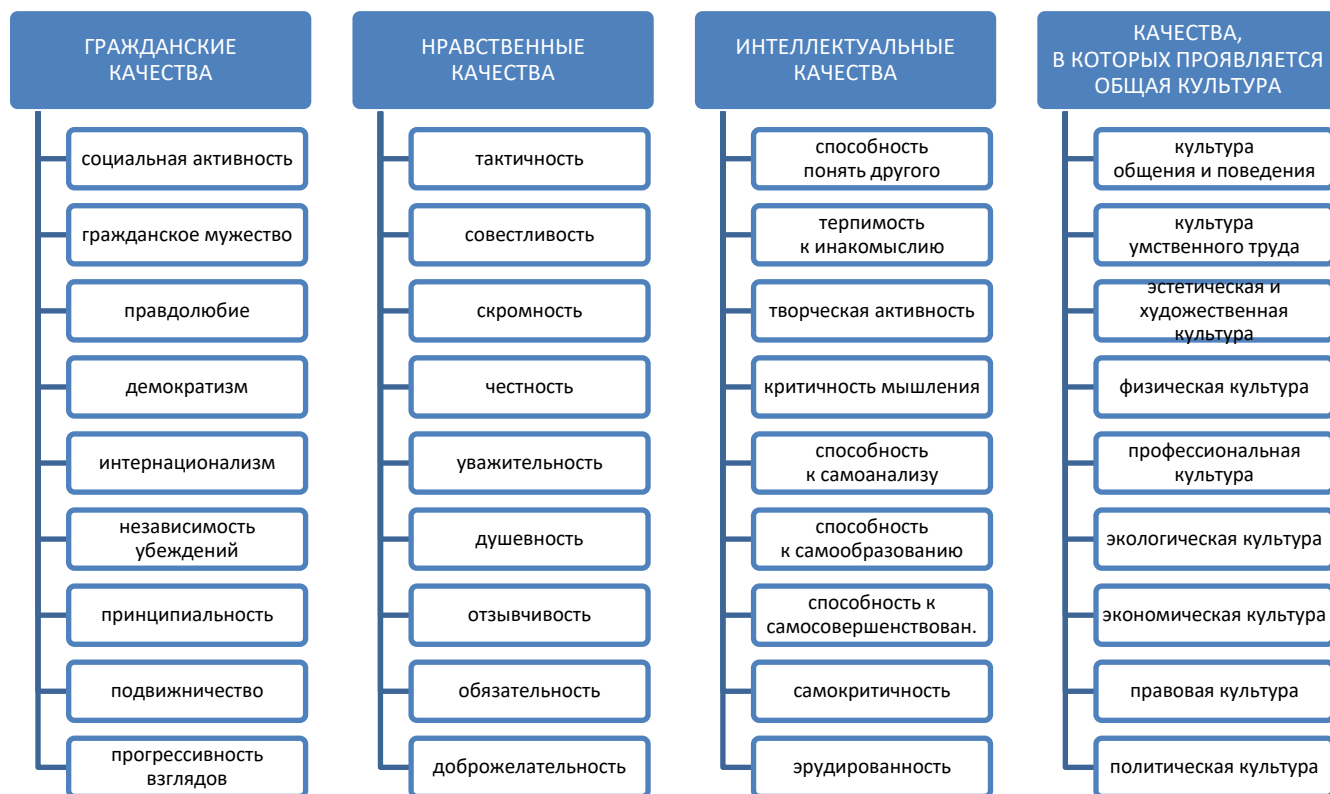 ГРАЖДАНСКИЕ
КАЧЕСТВА
социальная активность
гражданское мужество
правдолюбие
демократизм
интернационализм
независимость
убеждений
принципиальность
подвижничество
прогрессивность
взглядов
НРАВСТВЕННЫЕ
КАЧЕСТВА
тактичность
совестливость
скромность
честность
уважительность
душевность
отзывчивость
обязательность
доброжелательность
ИНТЕЛЛЕКТУАЛЬНЫЕ
КАЧЕСТВА
способность
понять другого
терпимость
к инакомыслию
творческая активность
критичность мышления
способность
к самоанализу
способность
к самообразованию
способность к
самосовершенствован.
самокритичность
эрудированность
КАЧЕСТВА,
В КОТОРЫХ ПРОЯВЛЯЕТСЯ
ОБЩАЯ КУЛЬТУРА
культура
общения и поведения
культура
умственного труда
эстетическая и
художественная
культура
физическая культура
профессиональная
культура
экологическая культура
экономическая культура
правовая культура
политическая культура